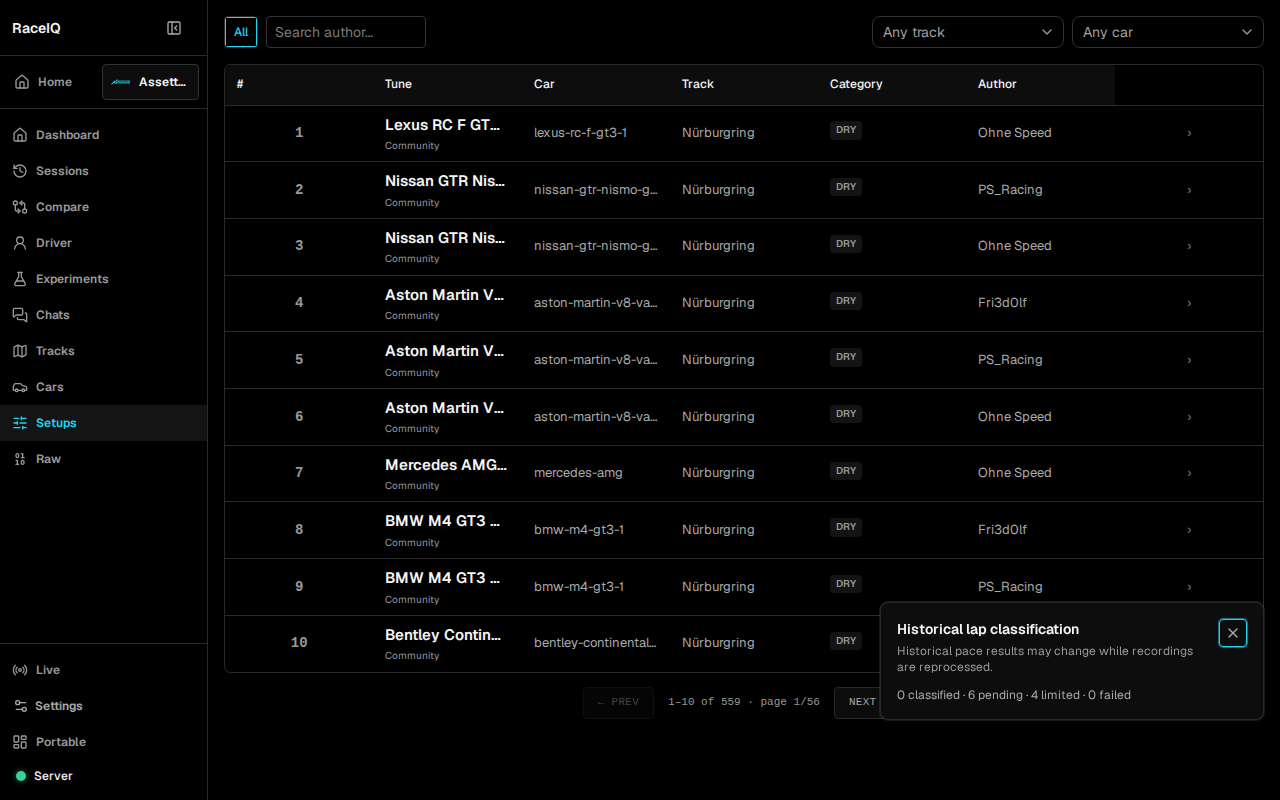 RaceIQ
Home
Assett...
Dashboard
Sessions
Compare
Driver
Experiments
Chats
Tracks
Cars
Setups
Raw
Live
Settings
Portable
Server
All
Search author...
Any track
Any car
# Tune Car Track Category Author
1 Lexus RC F GT... lexus-rc-f-gt3-1 Nürburgring DRY Ohne Speed ›
Community
2 Nissan GTR Nis... nissan-gtr-nismo-g... Nürburgring DRY PS_Racing ›
Community
3 Nissan GTR Nis... nissan-gtr-nismo-g... Nürburgring DRY Ohne Speed ›
Community
4 Aston Martin V... aston-martin-v8-va... Nürburgring DRY Fri3d0lf ›
Community
5 Aston Martin V... aston-martin-v8-va... Nürburgring DRY PS_Racing ›
Community
6 Aston Martin V... aston-martin-v8-va... Nürburgring DRY Ohne Speed ›
Community
7 Mercedes AMG... mercedes-amg Nürburgring DRY Ohne Speed ›
Community
8 BMW M4 GT3 ... bmw-m4-gt3-1 Nürburgring DRY Fri3d0lf ›
Community
9 BMW M4 GT3 ... bmw-m4-gt3-1 Nürburgring DRY PS_Racing ›
Community
10 Bentley Contin... bentley-continental... Nürburgring DRY
Community
← PREV 1–10 of 559 · page 1/56 NEXT
Historical lap classification
Historical pace results may change while recordings
are reprocessed.
0 classified · 6 pending · 4 limited · 0 failed